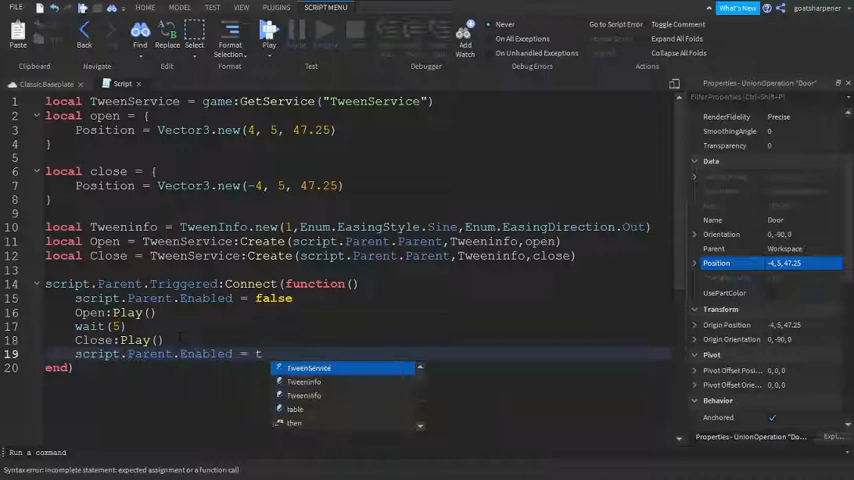 FILE HOME MODEL TEST VIEW PLUGINS SCRIPT MENU What's New goatsharpener
Paste Back Find Replace Select Format Selection Play Stop Add Watch
Never
On All Exceptions
On Unhandled Exceptions
Go to Script Error Toggle Comment
Expand All Folds
Collapse All Folds
Clipboard Navigate Edit Format Test Debugger Debug Errors Actions
ClassicBaseplate Script
1 local TweenService = game:GetService("TweenService")
2 local open = {
3 Position = Vector3.new(4, 5, 47.25)
4 }
5
6 local close = {
7 Position = Vector3.new(-4, 5, 47.25)
8 }
9
10 local Tweeninfo = TweenInfo.new(1,Enum.EasingStyle.Sine,Enum.EasingDirection.Out)
11 local Open = TweenService:Create(script.Parent.Parent,Tweeninfo,open)
12 local Close = TweenService:Create(script.Parent.Parent,Tweeninfo,close)
13
14 script.Parent.Triggered:Connect(function()
15 script.Parent.Enabled = false
16 Open:Play()
17 wait(5)
18 Close:Play()
19 script.Parent.Enabled = t
20 end)
TweenService
TweenInfo
Tweeninfo
table
then
Properties - UnionOperation "Door"
Filter Properties (Ctrl+Shift+P)
RenderFidelity Precise
SmoothingAngle 0
Transparency 0
Data
Name Door
Orientation 0, -90, 0
Parent Workspace
Position -4, 5, 47.25
UsePartColor
Transform
Origin Position -4, 5, 47.25
Origin Orientation 0, -90, 0
Pivot
Pivot Offset Posi... 0, 0, 0
Pivot Offset Orie... 0, 0, 0
Behavior
Anchored
Properties - UnionOperation "Do... Expl...
Run a command
Syntax error: Incomplete statement: expected assignment or a function call